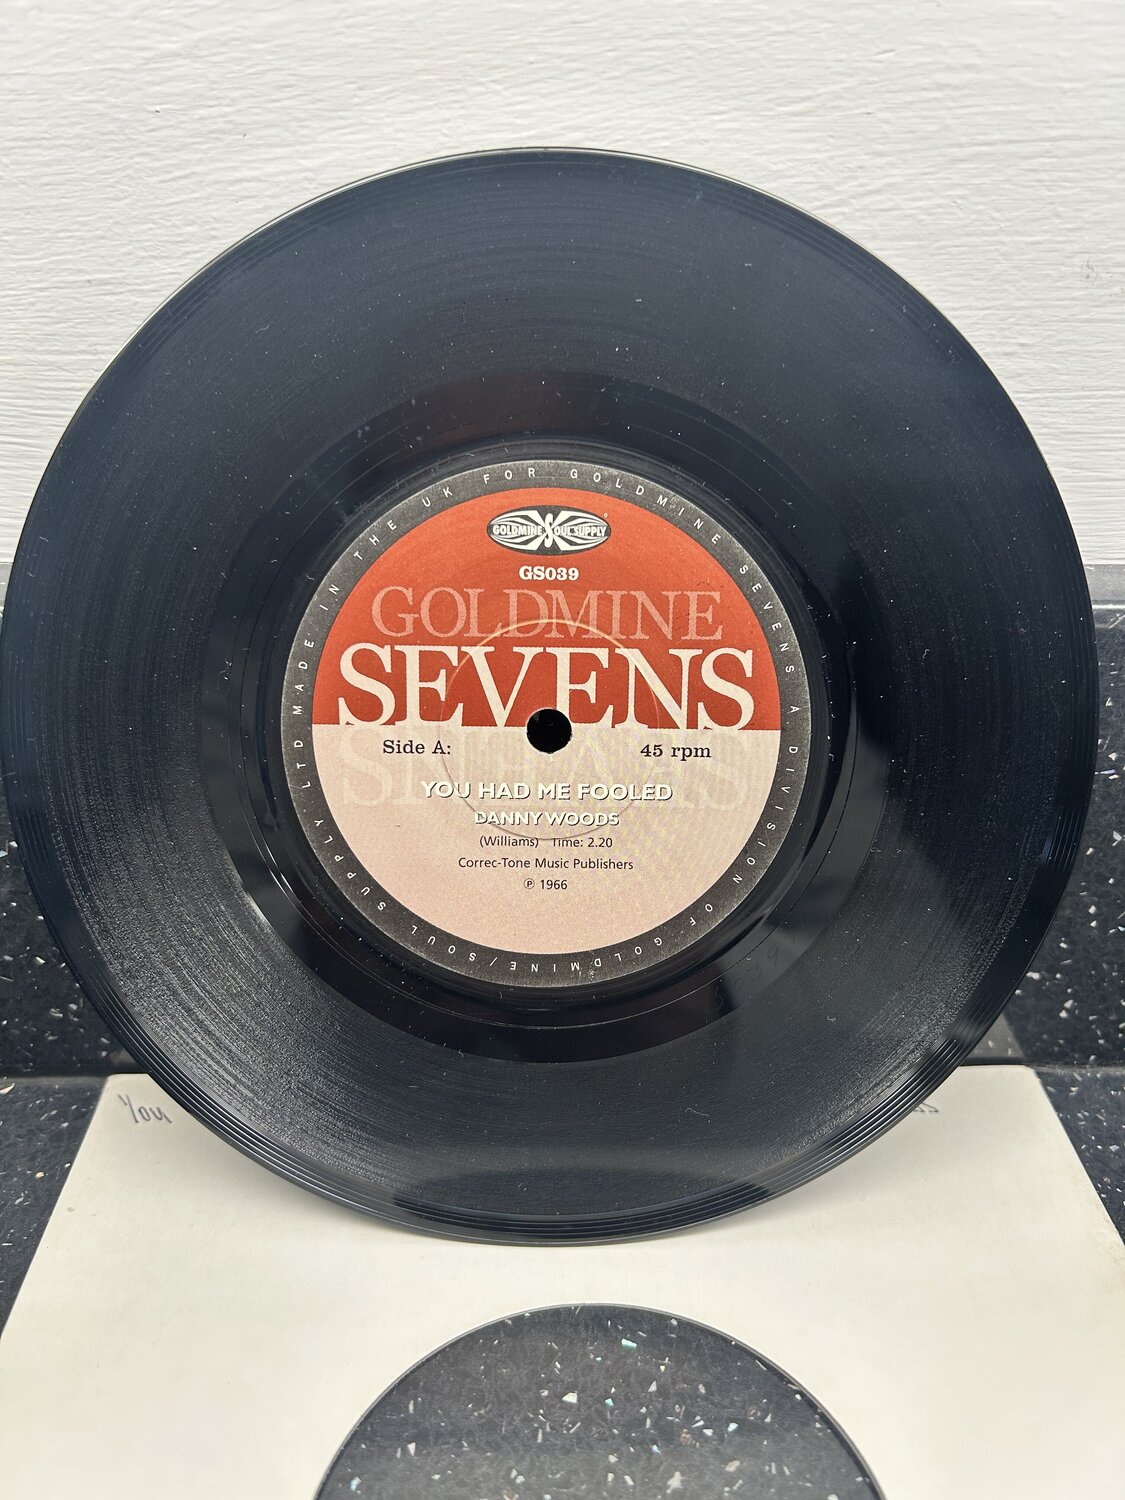 MADE IN THE UK FOR GOLDMINE SEVENS A DIVISION OF GOLDMINE/SOUL SUPPLY LTD
GOLDMINE SOUL SUPPLY
GS039
GOLDMINE
SEVENS
Side A: 45 rpm
YOU HAD ME FOOLED
DANNY WOODS
(Williams) Time: 2.20
Correc-Tone Music Publishers
℗ 1966
You